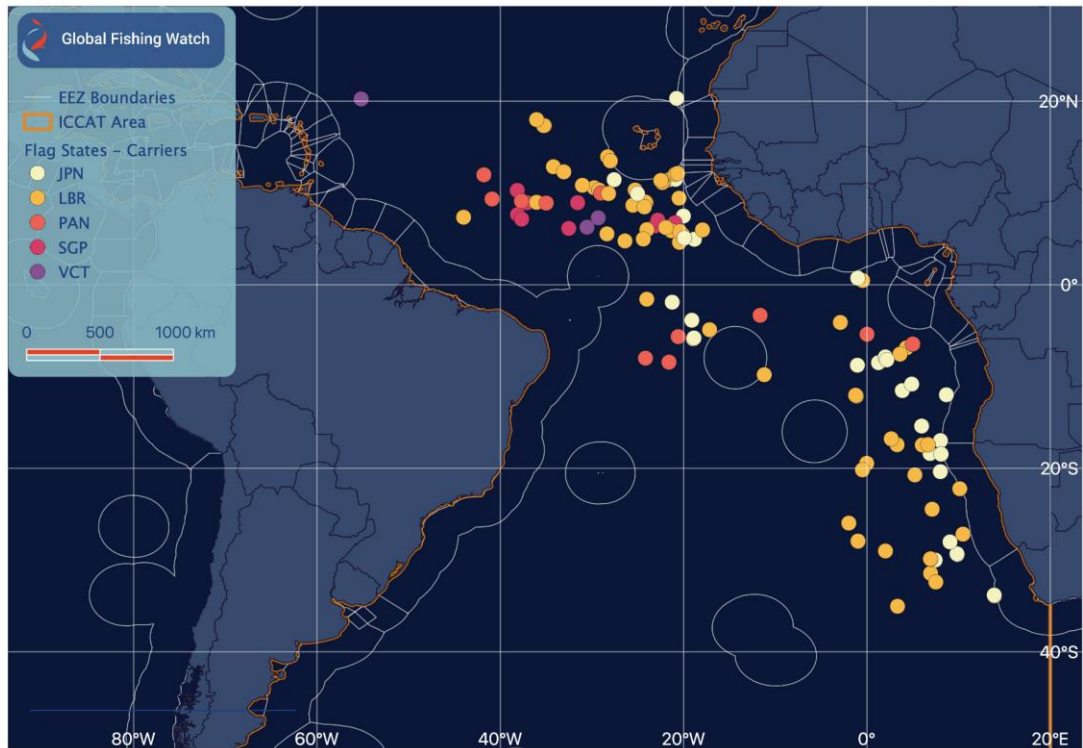 Global Fishing Watch
EEZ Boundaries
ICCAT Area
Flag States – Carriers
JPN
LBR
PAN
SGP
VCT
0 500 1000 km
20°N
0°
20°S
40°S
80°W 60°W 40°W 20°W 0° 20°E